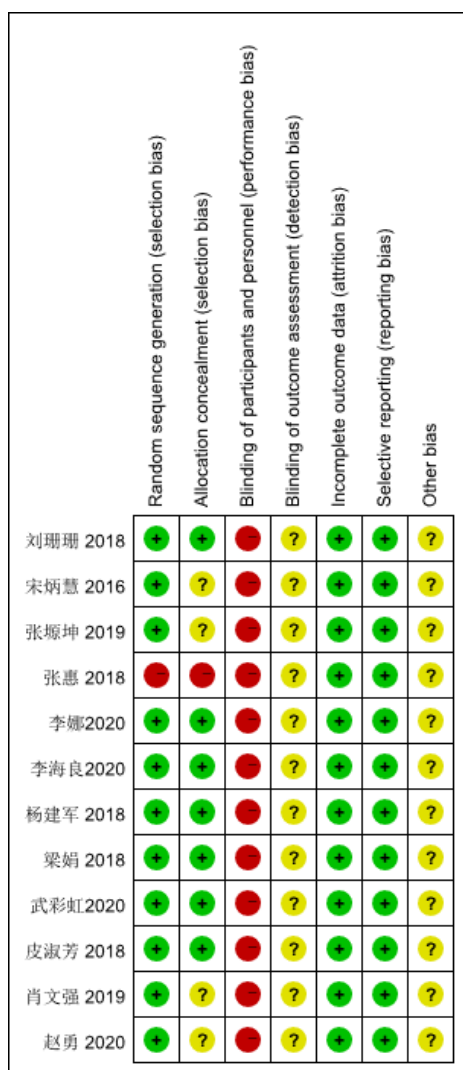 Random sequence generation (selection bias)
Allocation concealment (selection bias)
Blinding of participants and personnel (performance bias)
Blinding of outcome assessment (detection bias)
Incomplete outcome data (attrition bias)
Selective reporting (reporting bias)
Other bias
刘珊珊 2018 + + - ? + + ?
宋炳慧 2016 + ? - ? + + ?
张塬坤 2019 + ? - ? + + ?
张惠 2018 - - - ? + + ?
李娜2020 + + - ? + + ?
李海良2020 + + - ? + + ?
杨建军 2018 + + - ? + + ?
梁娟 2018 + + - ? + + ?
武彩虹2020 + + - ? + + ?
皮淑芳 2018 + + - ? + + ?
肖文强 2019 + ? - ? + + ?
赵勇 2020 + ? - ? + + ?